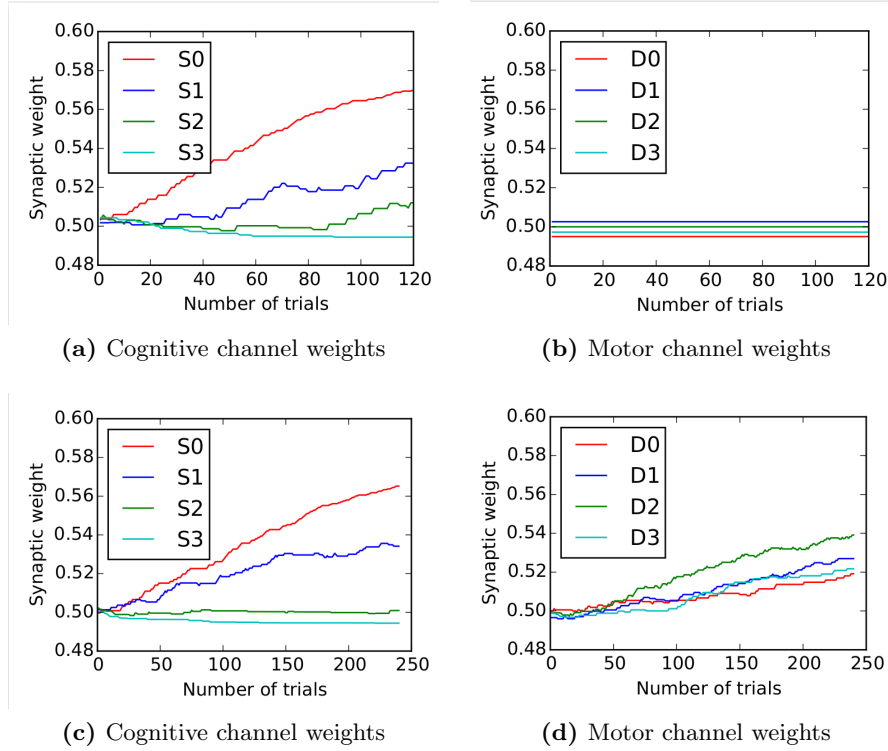 0.60
0.58
0.56
0.54
0.52
0.50
0.48
Synaptic weight
S0
S1
S2
S3
0 20 40 60 80 100 120
Number of trials
(a) Cognitive channel weights
0.60
0.58
0.56
0.54
0.52
0.50
0.48
Synaptic weight
D0
D1
D2
D3
0 20 40 60 80 100 120
Number of trials
(b) Motor channel weights
0.60
0.58
0.56
0.54
0.52
0.50
0.48
Synaptic weight
S0
S1
S2
S3
0 50 100 150 200 250
Number of trials
(c) Cognitive channel weights
0.60
0.58
0.56
0.54
0.52
0.50
0.48
Synaptic weight
D0
D1
D2
D3
0 50 100 150 200 250
Number of trials
(d) Motor channel weights